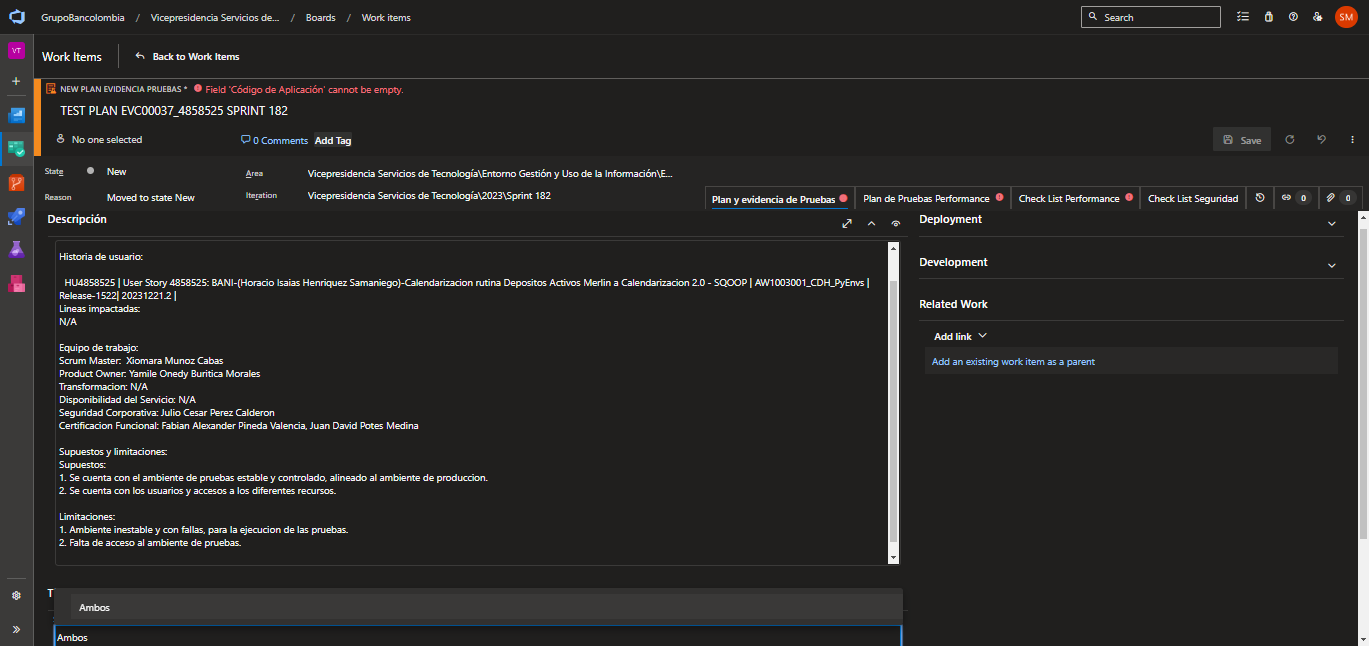 GrupoBancolombia / Vicepresidencia Servicios de... / Boards / Work items
Search
SM
VT
Work Items
Back to Work Items
NEW PLAN EVIDENCIA PRUEBAS * Field 'Código de Aplicación' cannot be empty.
TEST PLAN EVC00037_4858525 SPRINT 182
No one selected
0 Comments
Add Tag
Save
State
New
Area
Vicepresidencia Servicios de Tecnología\Entorno Gestión y Uso de la Información\E...
Reason
Moved to state New
Iteration
Vicepresidencia Servicios de Tecnología\2023\Sprint 182
Plan y evidencia de Pruebas
Plan de Pruebas Performance
Check List Performance
Check List Seguridad
0
0
Descripción
Historia de usuario:
HU4858525 | User Story 4858525: BANI-(Horacio Isaias Henriquez Samaniego)-Calendarizacion rutina Depositos Activos Merlin a Calendarizacion 2.0 - SQOOP | AW1003001_CDH_PyEnvs |
Release-1522| 20231221.2 |
Lineas impactadas:
N/A
Equipo de trabajo:
Scrum Master:  Xiomara Munoz Cabas
Product Owner: Yamile Onedy Buritica Morales
Transformacion: N/A
Disponibilidad del Servicio: N/A
Seguridad Corporativa: Julio Cesar Perez Calderon
Certificacion Funcional: Fabian Alexander Pineda Valencia, Juan David Potes Medina
Supuestos y limitaciones:
Supuestos:
1. Se cuenta con el ambiente de pruebas estable y controlado, alineado al ambiente de produccion.
2. Se cuenta con los usuarios y accesos a los diferentes recursos.
Limitaciones:
1. Ambiente inestable y con fallas, para la ejecucion de las pruebas.
2. Falta de acceso al ambiente de pruebas.
T
Ambos
Ambos
Deployment
Development
Related Work
Add link
Add an existing work item as a parent